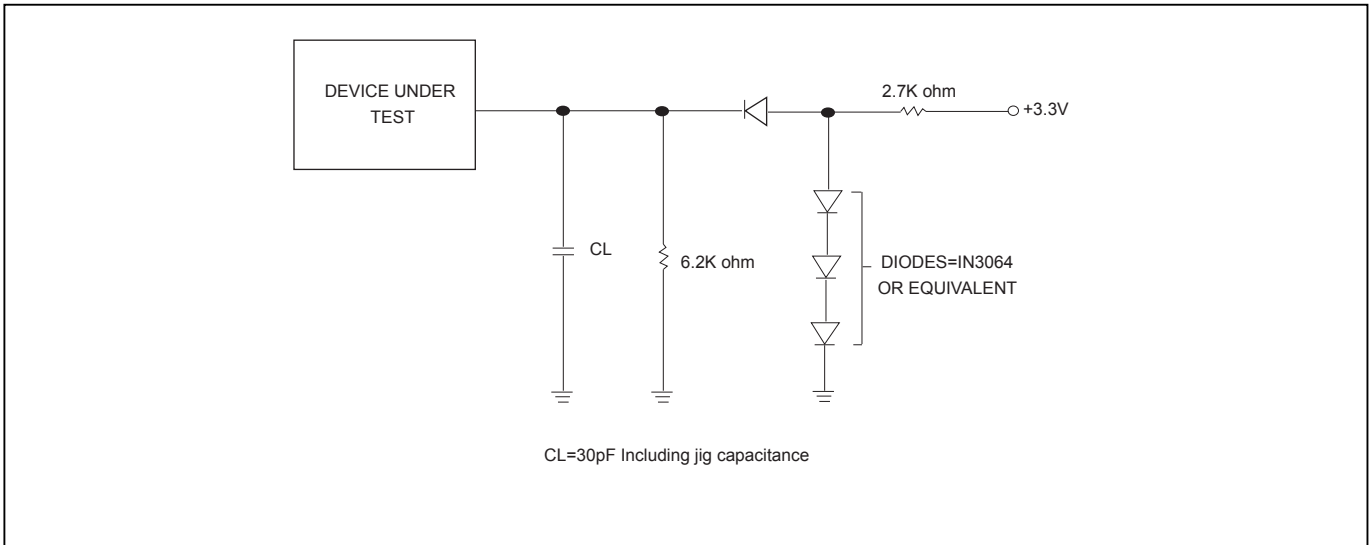 DEVICE UNDER
TEST
2.7K ohm
+3.3V
CL
6.2K ohm
DIODES=IN3064
OR EQUIVALENT
CL=30pF Including jig capacitance